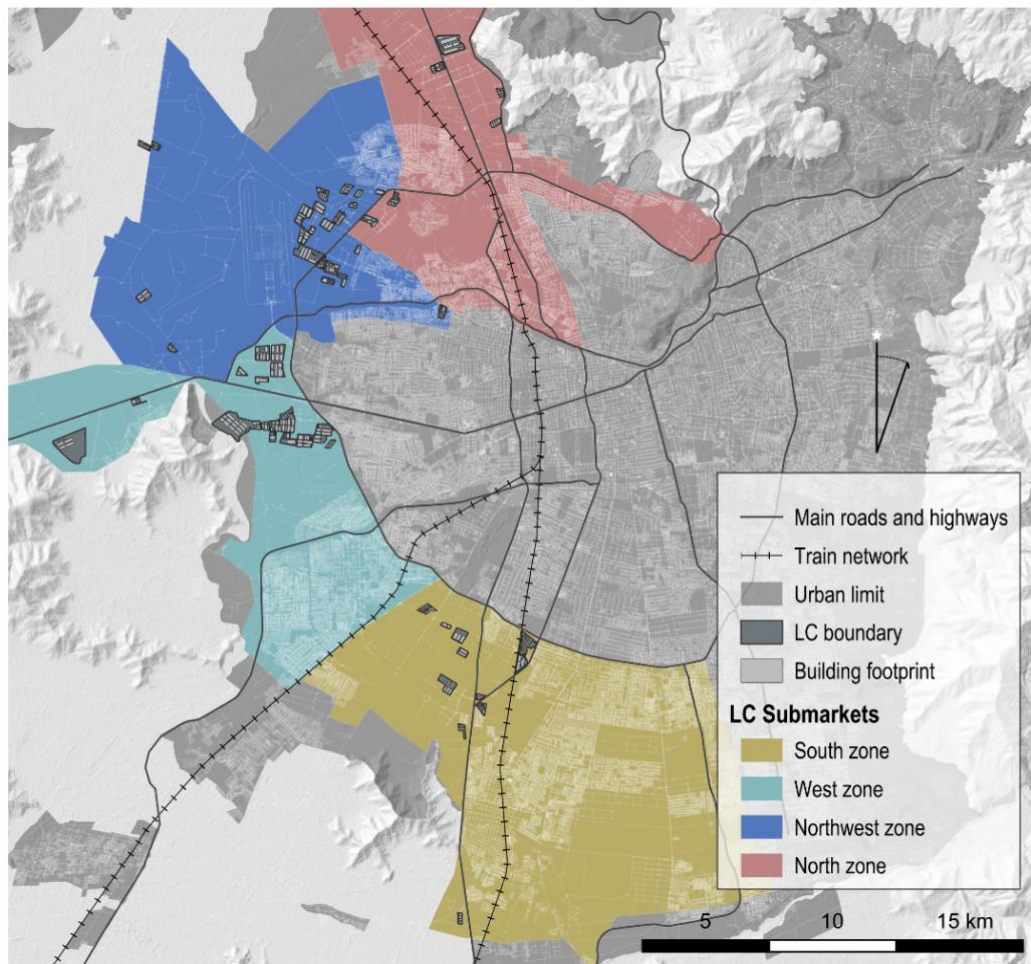 Main roads and highways
Train network
Urban limit
LC boundary
Building footprint
LC Submarkets
South zone
West zone
Northwest zone
North zone
5 10 15 km